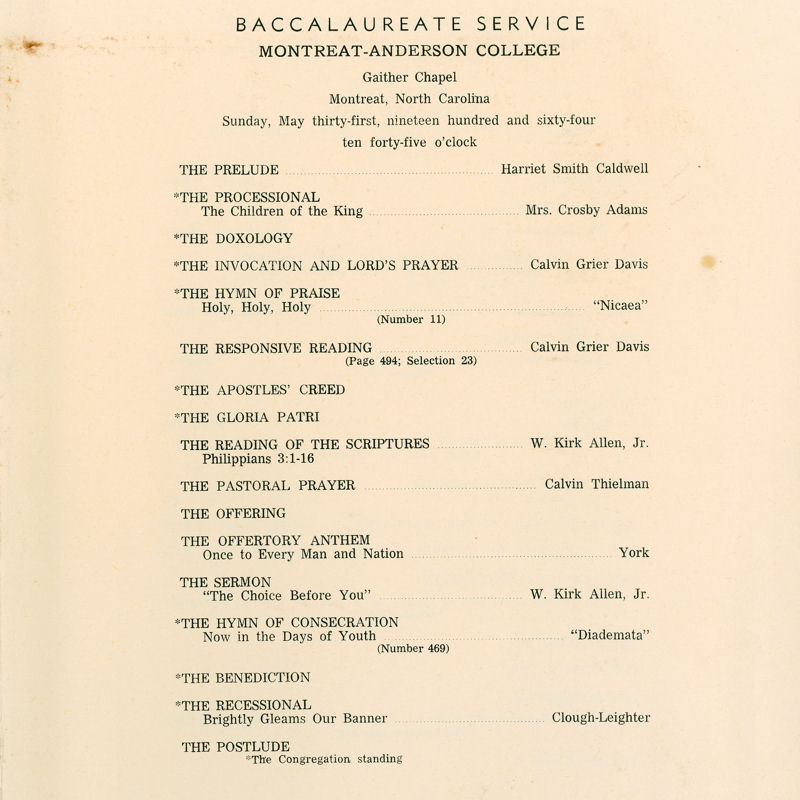 BACCALAUREATE SERVICE
MONTREAT-ANDERSON COLLEGE
Gaither Chapel
Montreat, North Carolina
Sunday, May thirty-first, nineteen hundred and sixty-four
ten forty-five o'clock
THE PRELUDE ........ Harriet Smith Caldwell
*THE PROCESSIONAL
The Children of the King ........ Mrs. Crosby Adams
*THE DOXOLOGY
*THE INVOCATION AND LORD'S PRAYER ........ Calvin Grier Davis
*THE HYMN OF PRAISE
Holy, Holy, Holy ........ "Nicaea"
(Number 11)
THE RESPONSIVE READING ........ Calvin Grier Davis
(Page 494; Selection 23)
*THE APOSTLES' CREED
*THE GLORIA PATRI
THE READING OF THE SCRIPTURES ........ W. Kirk Allen, Jr.
Philippians 3:1-16
THE PASTORAL PRAYER ........ Calvin Thielman
THE OFFERING
THE OFFERTORY ANTHEM
Once to Every Man and Nation ........ York
THE SERMON
"The Choice Before You" ........ W. Kirk Allen, Jr.
*THE HYMN OF CONSECRATION
Now in the Days of Youth ........ "Diademata"
(Number 469)
*THE BENEDICTION
*THE RECESSIONAL
Brightly Gleams Our Banner ........ Clough-Leighter
THE POSTLUDE
*The Congregation standing